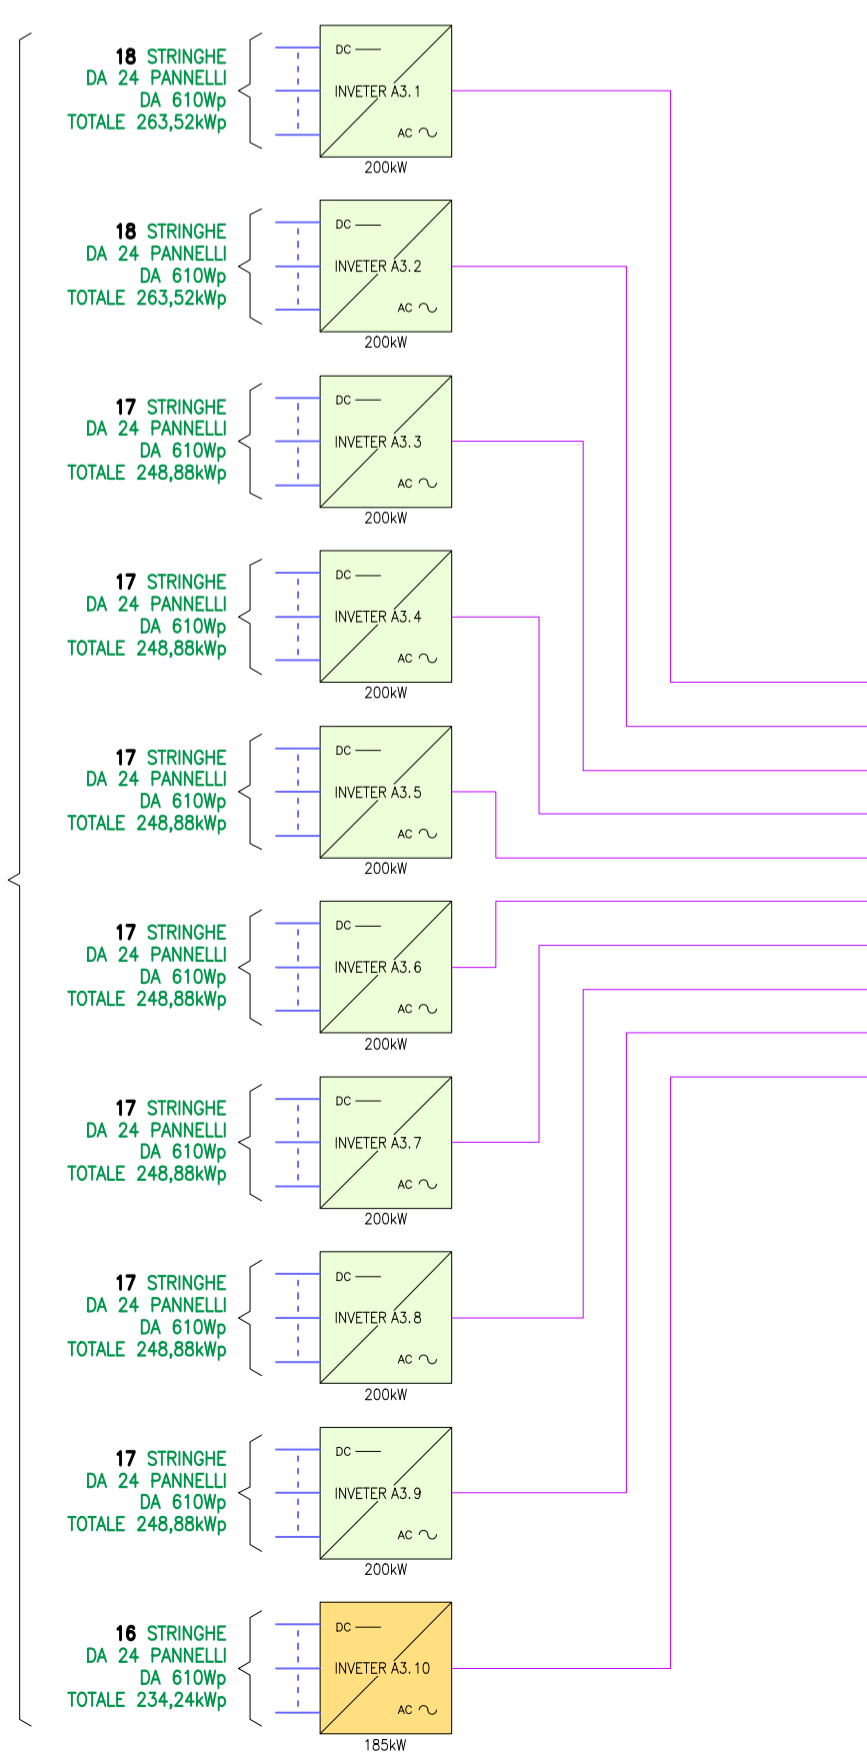 18 STRINGHE
DA 24 PANNELLI
DA 610Wp
TOTALE 263,52kWp
DC
INVETER A3.1
AC
200kW
18 STRINGHE
DA 24 PANNELLI
DA 610Wp
TOTALE 263,52kWp
DC
INVETER A3.2
AC
200kW
17 STRINGHE
DA 24 PANNELLI
DA 610Wp
TOTALE 248,88kWp
DC
INVETER A3.3
AC
200kW
17 STRINGHE
DA 24 PANNELLI
DA 610Wp
TOTALE 248,88kWp
DC
INVETER A3.4
AC
200kW
17 STRINGHE
DA 24 PANNELLI
DA 610Wp
TOTALE 248,88kWp
DC
INVETER A3.5
AC
200kW
17 STRINGHE
DA 24 PANNELLI
DA 610Wp
TOTALE 248,88kWp
DC
INVETER A3.6
AC
200kW
17 STRINGHE
DA 24 PANNELLI
DA 610Wp
TOTALE 248,88kWp
DC
INVETER A3.7
AC
200kW
17 STRINGHE
DA 24 PANNELLI
DA 610Wp
TOTALE 248,88kWp
DC
INVETER A3.8
AC
200kW
17 STRINGHE
DA 24 PANNELLI
DA 610Wp
TOTALE 248,88kWp
DC
INVETER A3.9
AC
200kW
16 STRINGHE
DA 24 PANNELLI
DA 610Wp
TOTALE 234,24kWp
DC
INVETER A3.10
AC
185kW